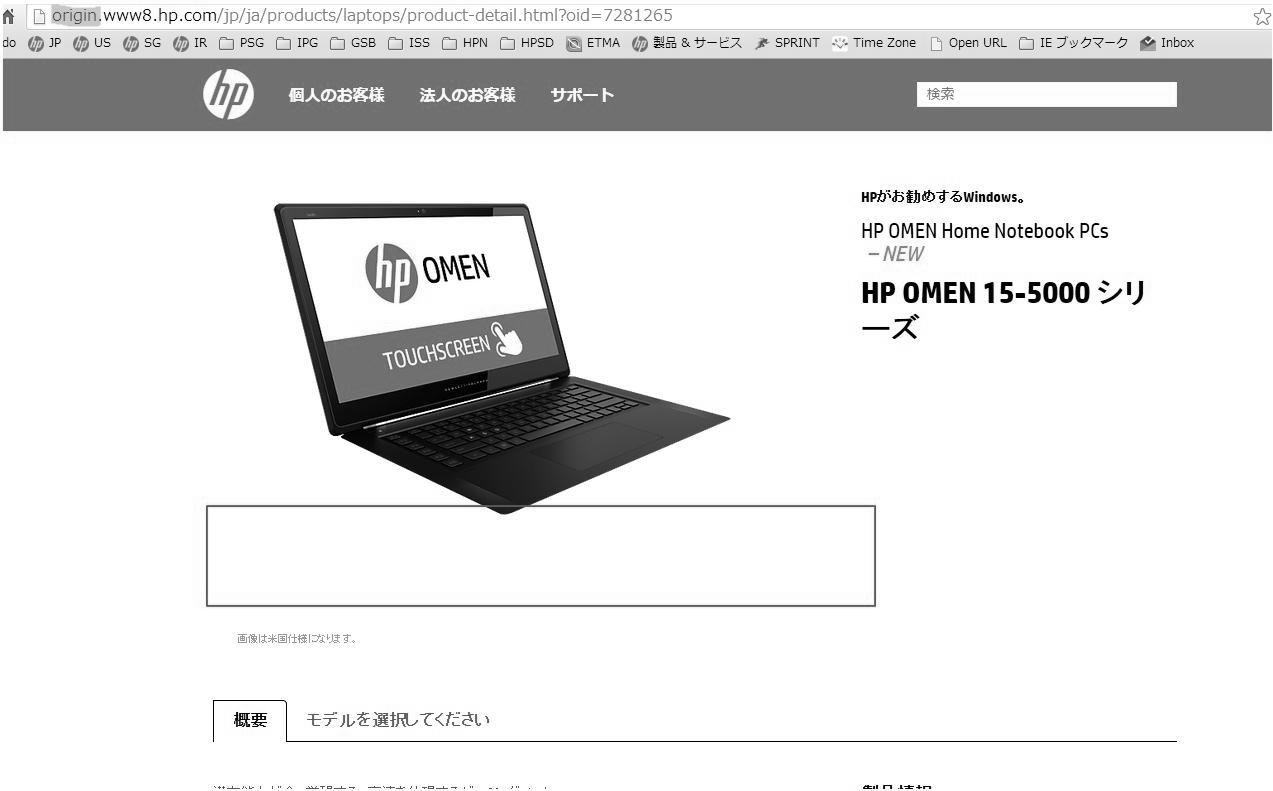 origin.www8.hp.com/jp/ja/products/laptops/product-detail.html?oid=7281265
do JP US SG IR PSG IPG GSB ISS HPN HPSD ETMA 製品 & サービス SPRINT Time Zone Open URL IE ブックマーク Inbox
hp 個人のお客様 法人のお客様 サポート 検索
HPがお勧めするWindows。
HP OMEN Home Notebook PCs
– NEW
HP OMEN 15-5000 シリ
ーズ
hp OMEN
TOUCHSCREEN
画像は米国仕様になります。
概要 モデルを選択してください
製品情報